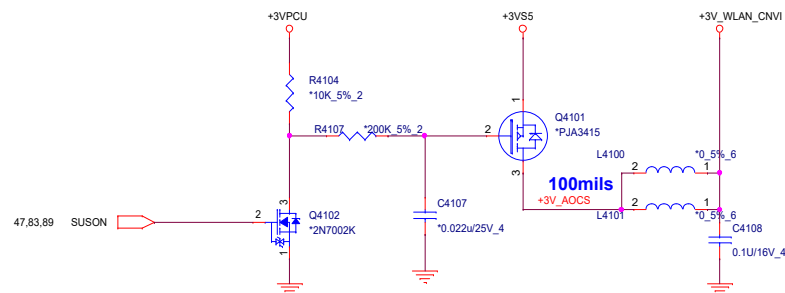 +3VPCU
+3VS5
+3V_WLAN_CNVI
R4104
*10K_5%_2
R4107
*200K_5%_2
1
2
Q4101
*PJA3415
3
L4100
2
1
*0_5%_6
100mils
+3V_AOCS
L4101
2
1
*0_5%_6
47,83,89
SUSON
2
3
Q4102
*2N7002K
1
C4107
*0.022u/25V_4
C4108
0.1U/16V_4